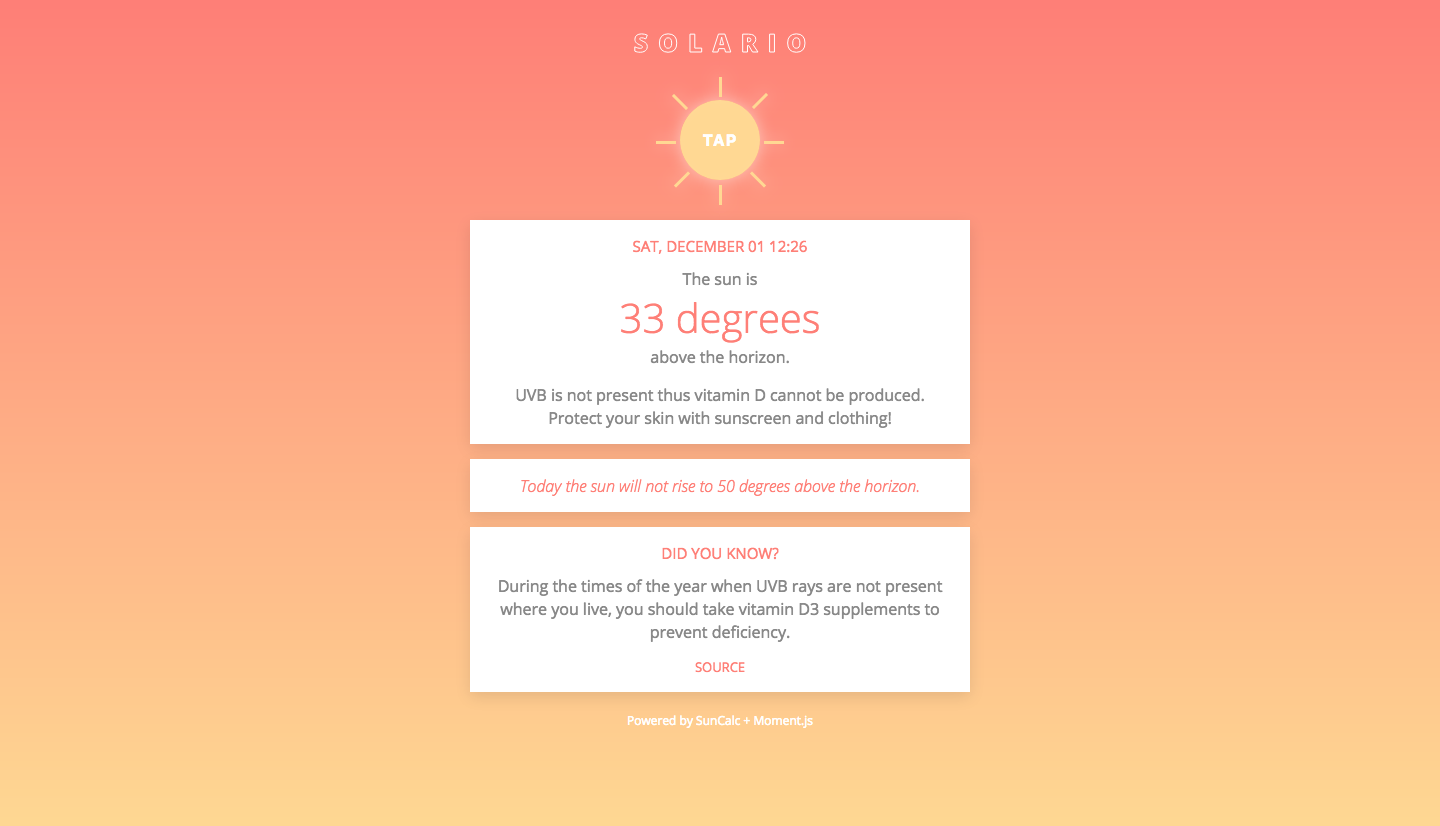 SOLARIO
TAP
SAT, DECEMBER 01 12:26
The sun is
33 degrees
above the horizon.
UVB is not present thus vitamin D cannot be produced.
Protect your skin with sunscreen and clothing!
Today the sun will not rise to 50 degrees above the horizon.
DID YOU KNOW?
During the times of the year when UVB rays are not present
where you live, you should take vitamin D3 supplements to
prevent deficiency.
SOURCE
Powered by SunCalc + Moment.js